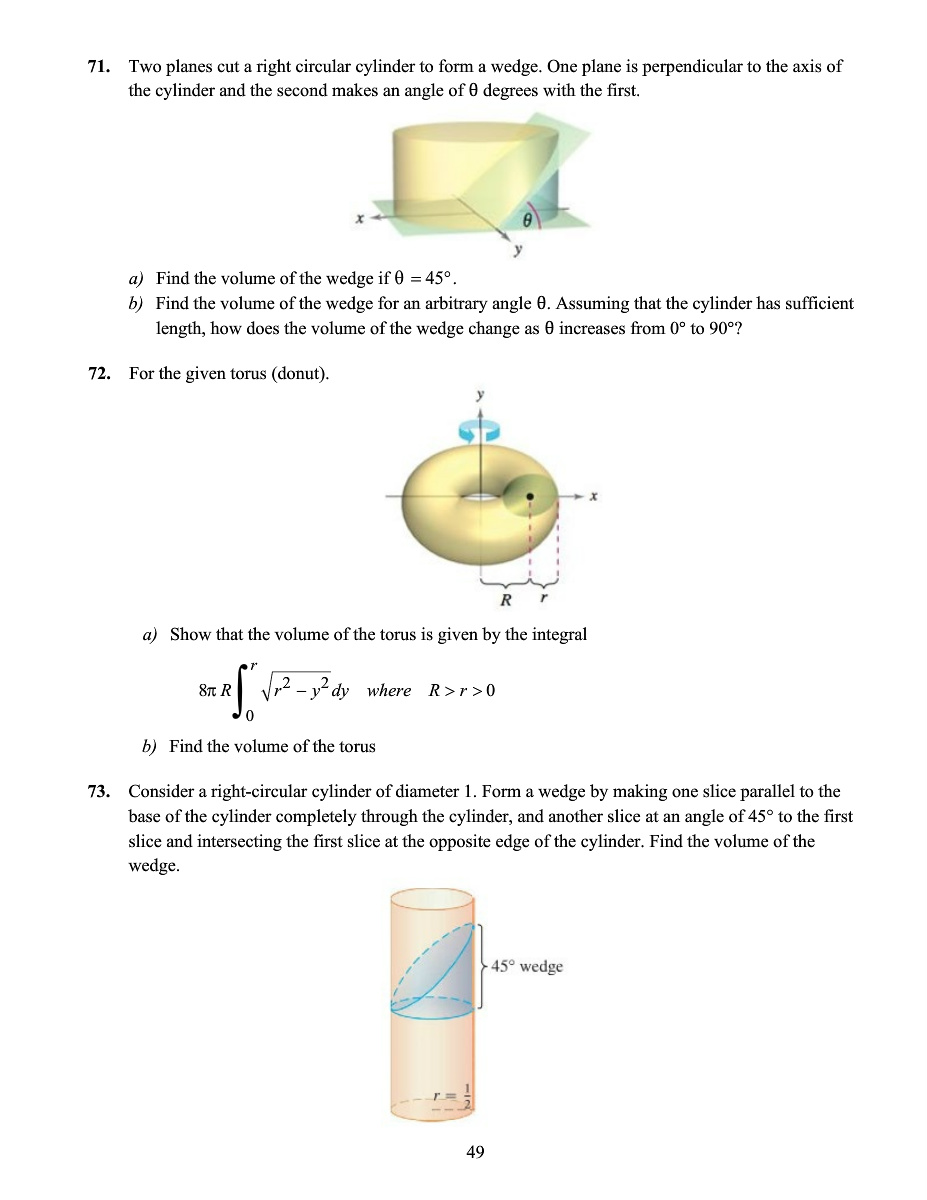 71. Two planes cut a right circular cylinder to form a wedge. One plane is perpendicular to the axis of
the cylinder and the second makes an angle of θ degrees with the first.
x
θ
y
a) Find the volume of the wedge if θ = 45°.
b) Find the volume of the wedge for an arbitrary angle θ. Assuming that the cylinder has sufficient
length, how does the volume of the wedge change as θ increases from 0° to 90°?
72. For the given torus (donut).
y
x
R r
a) Show that the volume of the torus is given by the integral
8π R ∫₀ʳ √(r² − y²) dy where R > r > 0
b) Find the volume of the torus
73. Consider a right-circular cylinder of diameter 1. Form a wedge by making one slice parallel to the
base of the cylinder completely through the cylinder, and another slice at an angle of 45° to the first
slice and intersecting the first slice at the opposite edge of the cylinder. Find the volume of the
wedge.
45° wedge
r = 1/2
49